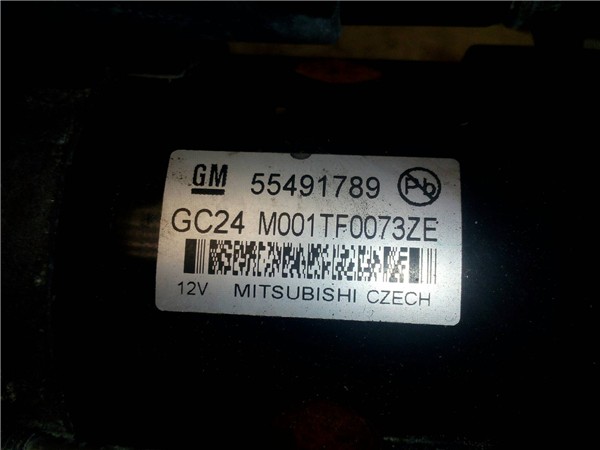 GM 55491789 Pb
GC24 M001TF0073ZE
12V MITSUBISHI CZECH